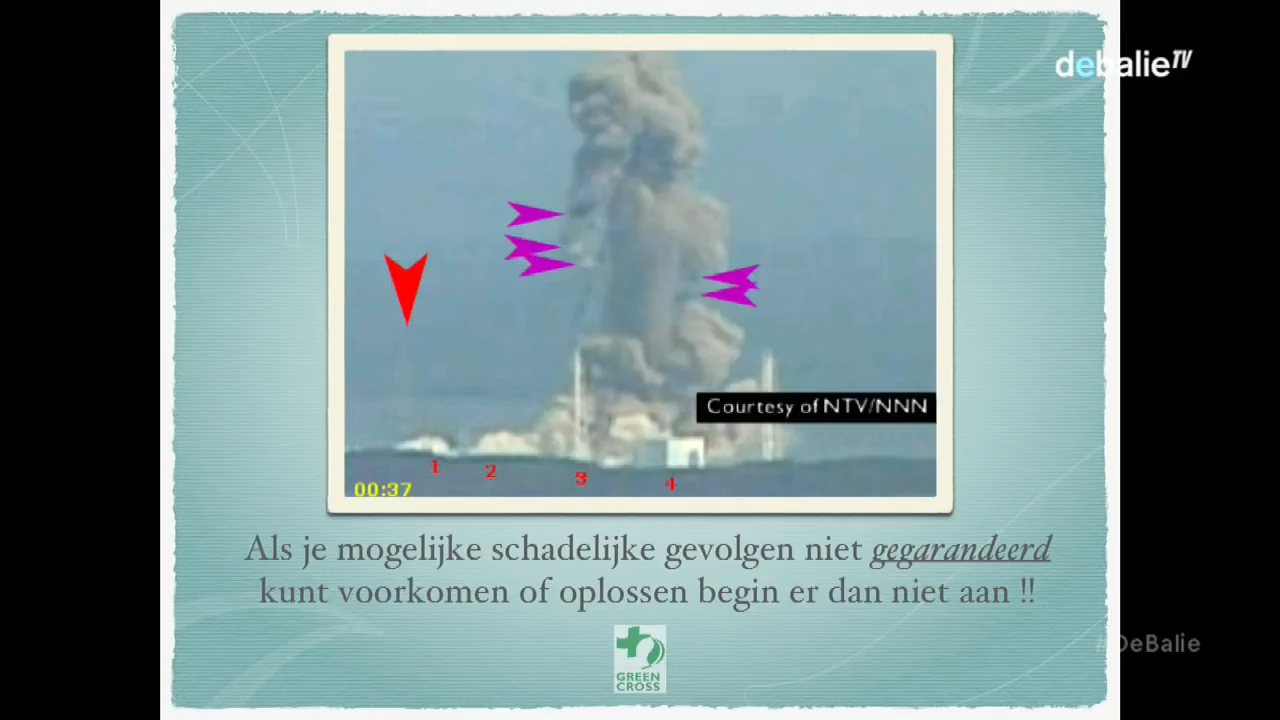 debalieTV
Courtesy of NTV/NNN
1
2
3
4
00:37
Als je mogelijke schadelijke gevolgen niet gegarandeerd
kunt voorkomen of oplossen begin er dan niet aan !!
#DeBalie
GREEN
CROSS